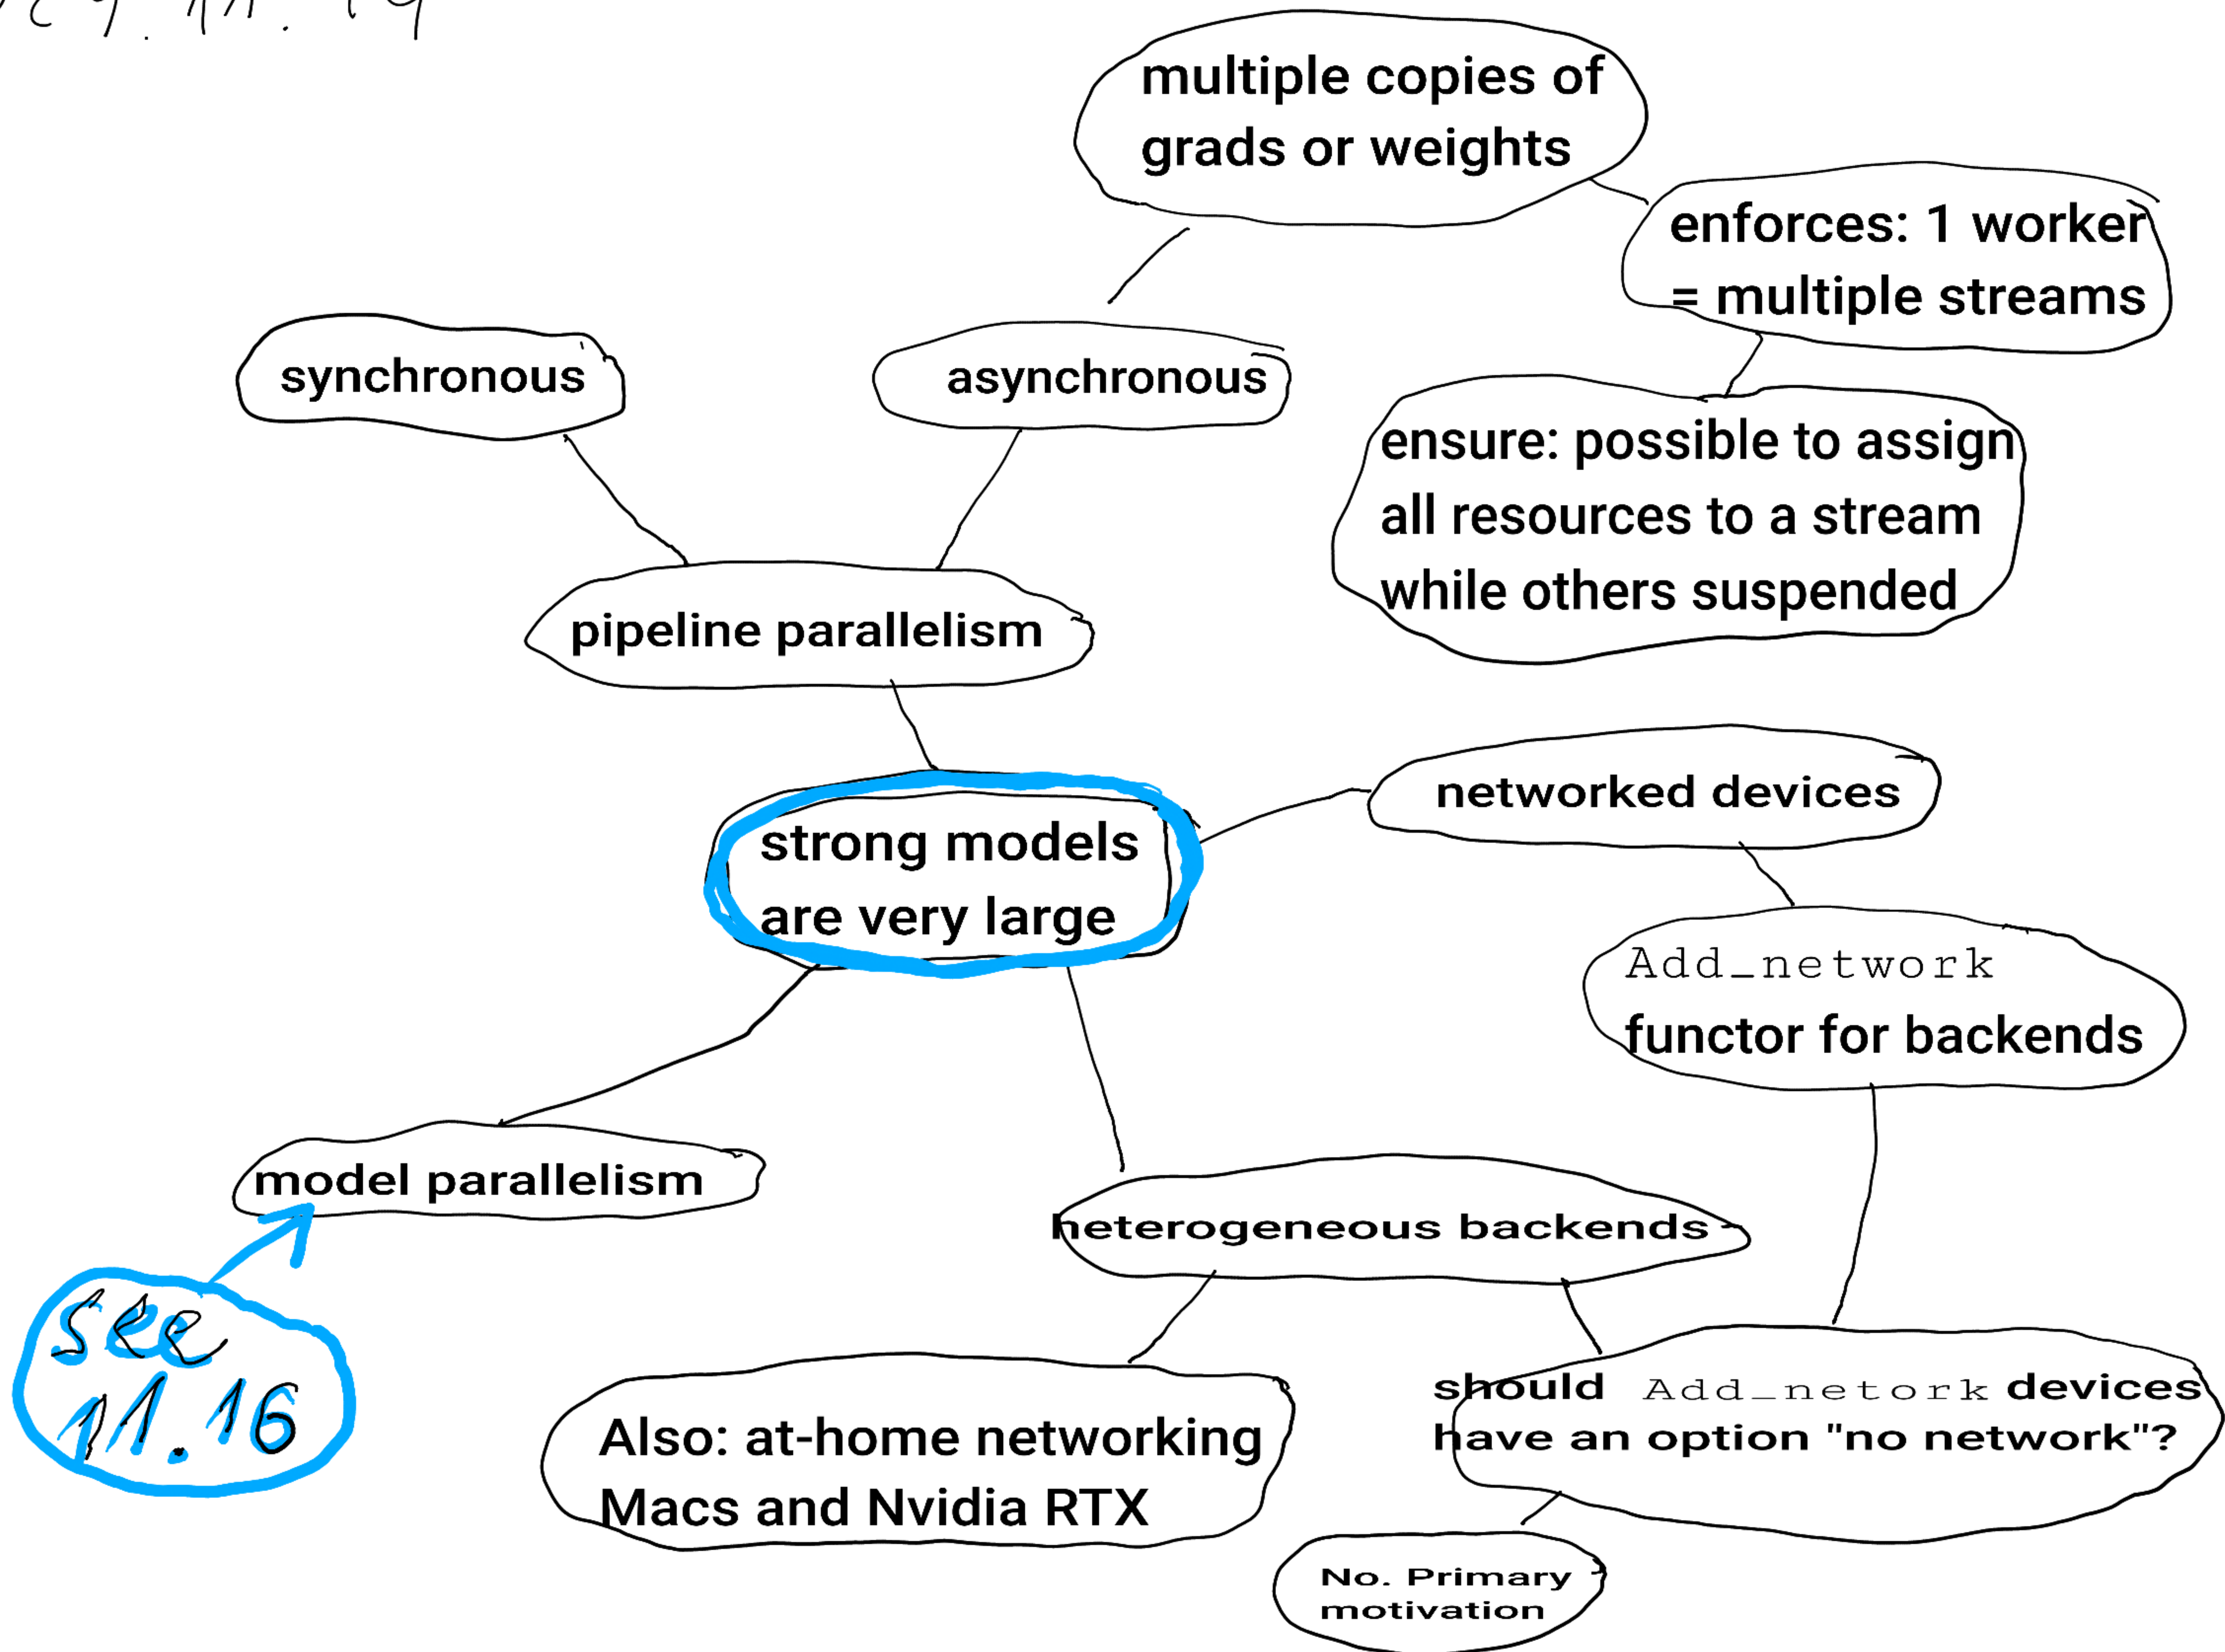 multiple copies of
grads or weights
enforces: 1 worker
= multiple streams
synchronous
asynchronous
ensure: possible to assign
all resources to a stream
while others suspended
pipeline parallelism
networked devices
strong models
are very large
Add_network
functor for backends
model parallelism
heterogeneous backends
see
11.16
should Add_netork devices
have an option "no network"?
Also: at-home networking
Macs and Nvidia RTX
No. Primary
motivation